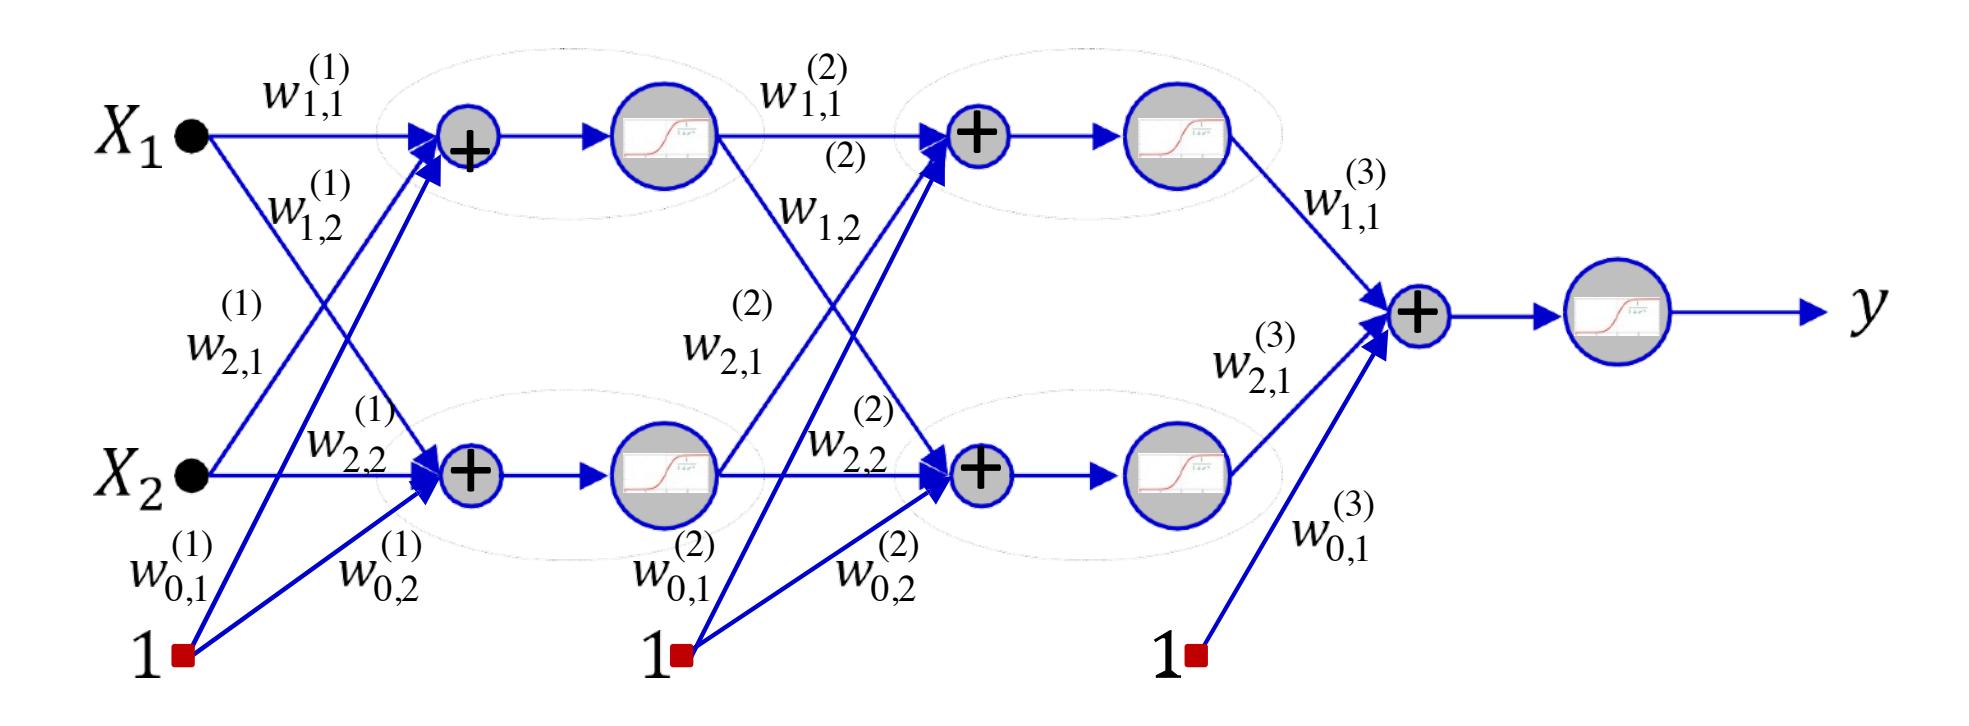 w_{1,1}^{(1)}
w_{1,1}^{(2)}
X_1
+
+
w_{1,2}^{(1)}
w_{1,2}^{(2)}
w_{1,1}^{(3)}
w_{2,1}^{(1)}
w_{2,1}^{(2)}
+
y
w_{2,1}^{(3)}
w_{2,2}^{(1)}
w_{2,2}^{(2)}
X_2
+
+
w_{0,1}^{(1)}
w_{0,2}^{(1)}
w_{0,1}^{(2)}
w_{0,2}^{(2)}
w_{0,1}^{(3)}
1
1
1